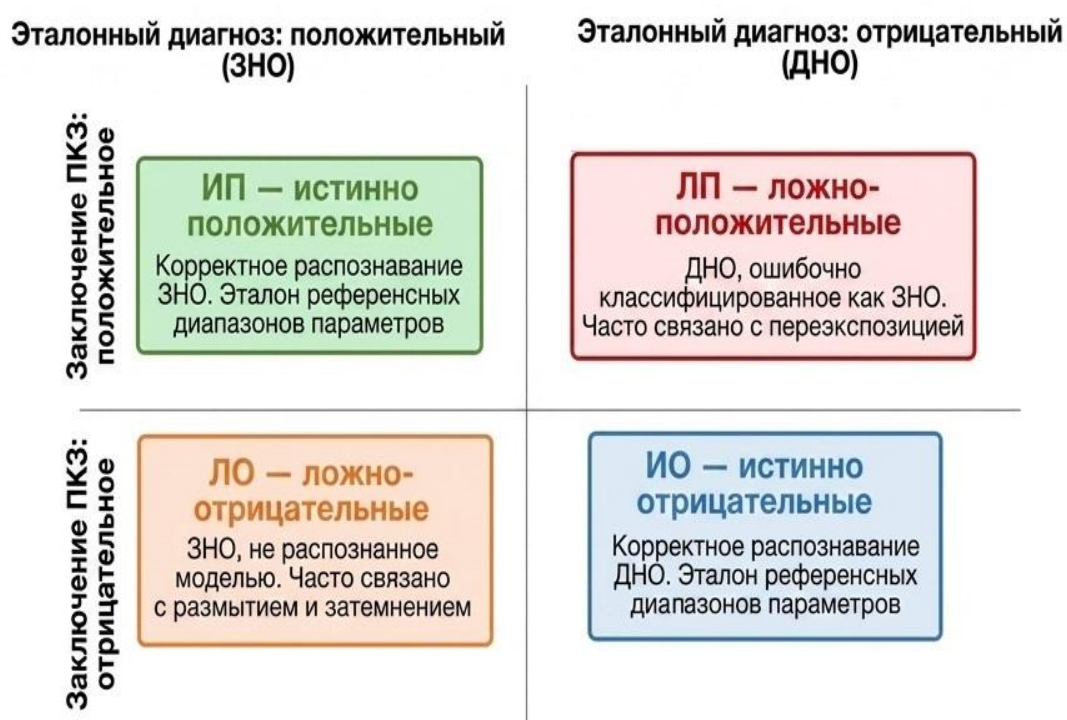 Эталонный диагноз: положительный
(ЗНО)
Эталонный диагноз: отрицательный
(ДНО)
Заключение ПКЗ:
положительное
ИП — истинно
положительные
Корректное распознавание
ЗНО. Эталон референсных
диапазонов параметров
ЛП — ложно-
положительные
ДНО, ошибочно
классифицированное как ЗНО.
Часто связано с переэкспозицией
Заключение ПКЗ:
отрицательное
ЛО — ложно-
отрицательные
ЗНО, не распознанное
моделью. Часто связано
с размытием и затемнением
ИО — истинно
отрицательные
Корректное распознавание
ДНО. Эталон референсных
диапазонов параметров